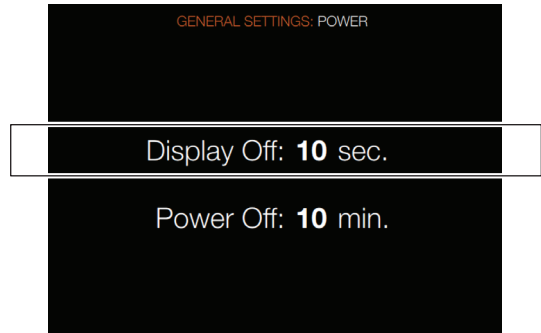 GENERAL SETTINGS: POWER
Display Off: 10 sec.
Power Off: 10 min.